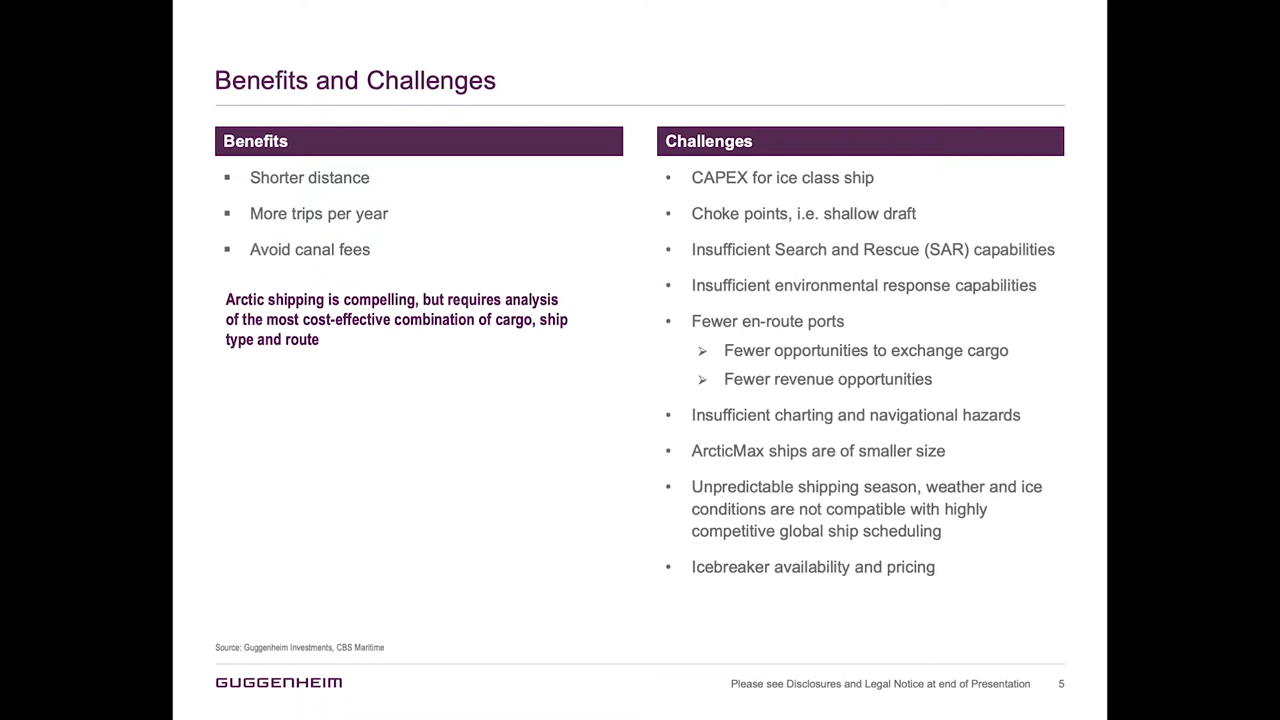 Benefits and Challenges
Benefits
▪ Shorter distance
▪ More trips per year
▪ Avoid canal fees
Arctic shipping is compelling, but requires analysis
of the most cost-effective combination of cargo, ship
type and route
Challenges
• CAPEX for ice class ship
• Choke points, i.e. shallow draft
• Insufficient Search and Rescue (SAR) capabilities
• Insufficient environmental response capabilities
• Fewer en-route ports
➢ Fewer opportunities to exchange cargo
➢ Fewer revenue opportunities
• Insufficient charting and navigational hazards
• ArcticMax ships are of smaller size
• Unpredictable shipping season, weather and ice
conditions are not compatible with highly
competitive global ship scheduling
• Icebreaker availability and pricing
Source: Guggenheim Investments, CBS Maritime
GUGGENHEIM
Please see Disclosures and Legal Notice at end of Presentation 5